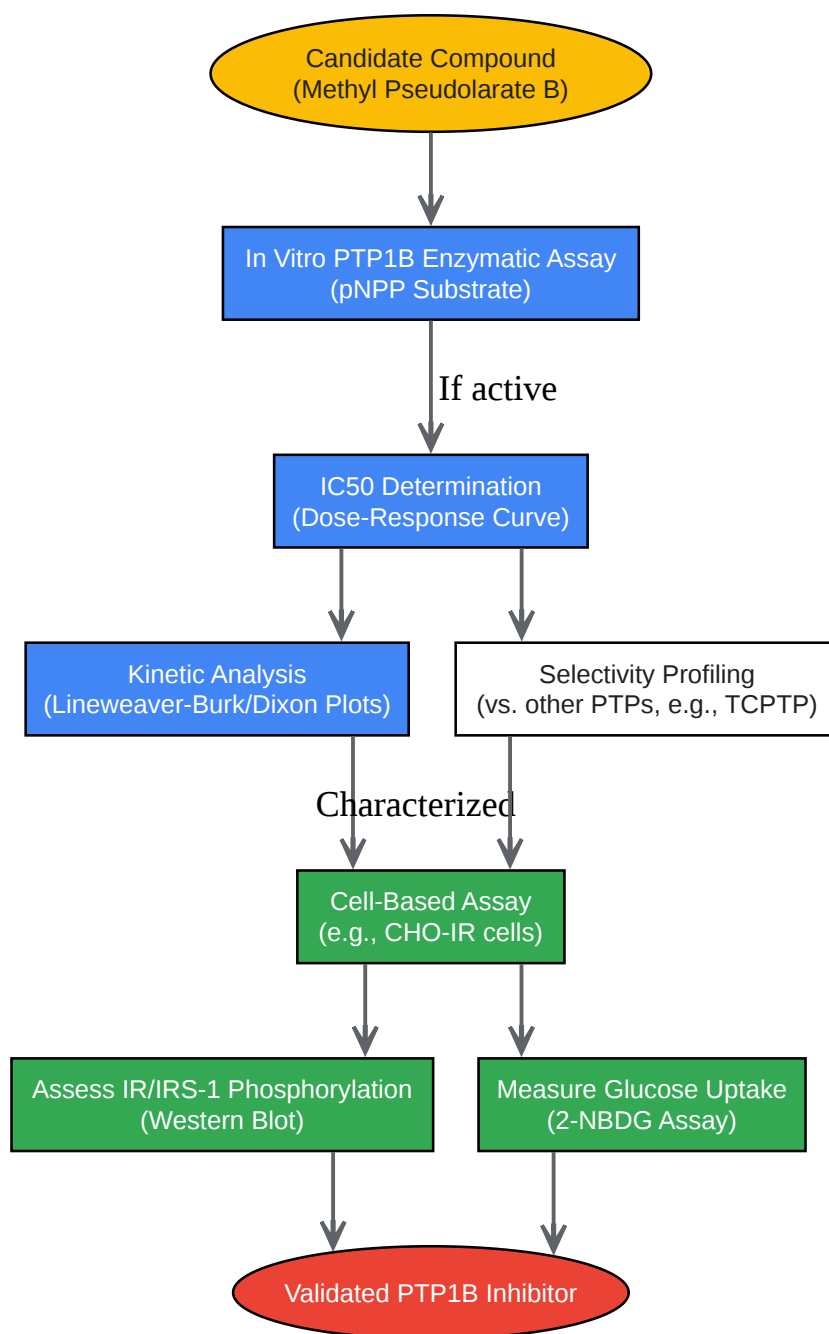 Candidate Compound
(Methyl Pseudolarate B)
In Vitro PTP1B Enzymatic Assay
(pNPP Substrate)
If active
IC50 Determination
(Dose-Response Curve)
Kinetic Analysis
(Lineweaver-Burk/Dixon Plots)
Selectivity Profiling
(vs. other PTPs, e.g., TCPTP)
Characterized
Cell-Based Assay
(e.g., CHO-IR cells)
Assess IR/IRS-1 Phosphorylation
(Western Blot)
Measure Glucose Uptake
(2-NBDG Assay)
Validated PTP1B Inhibitor